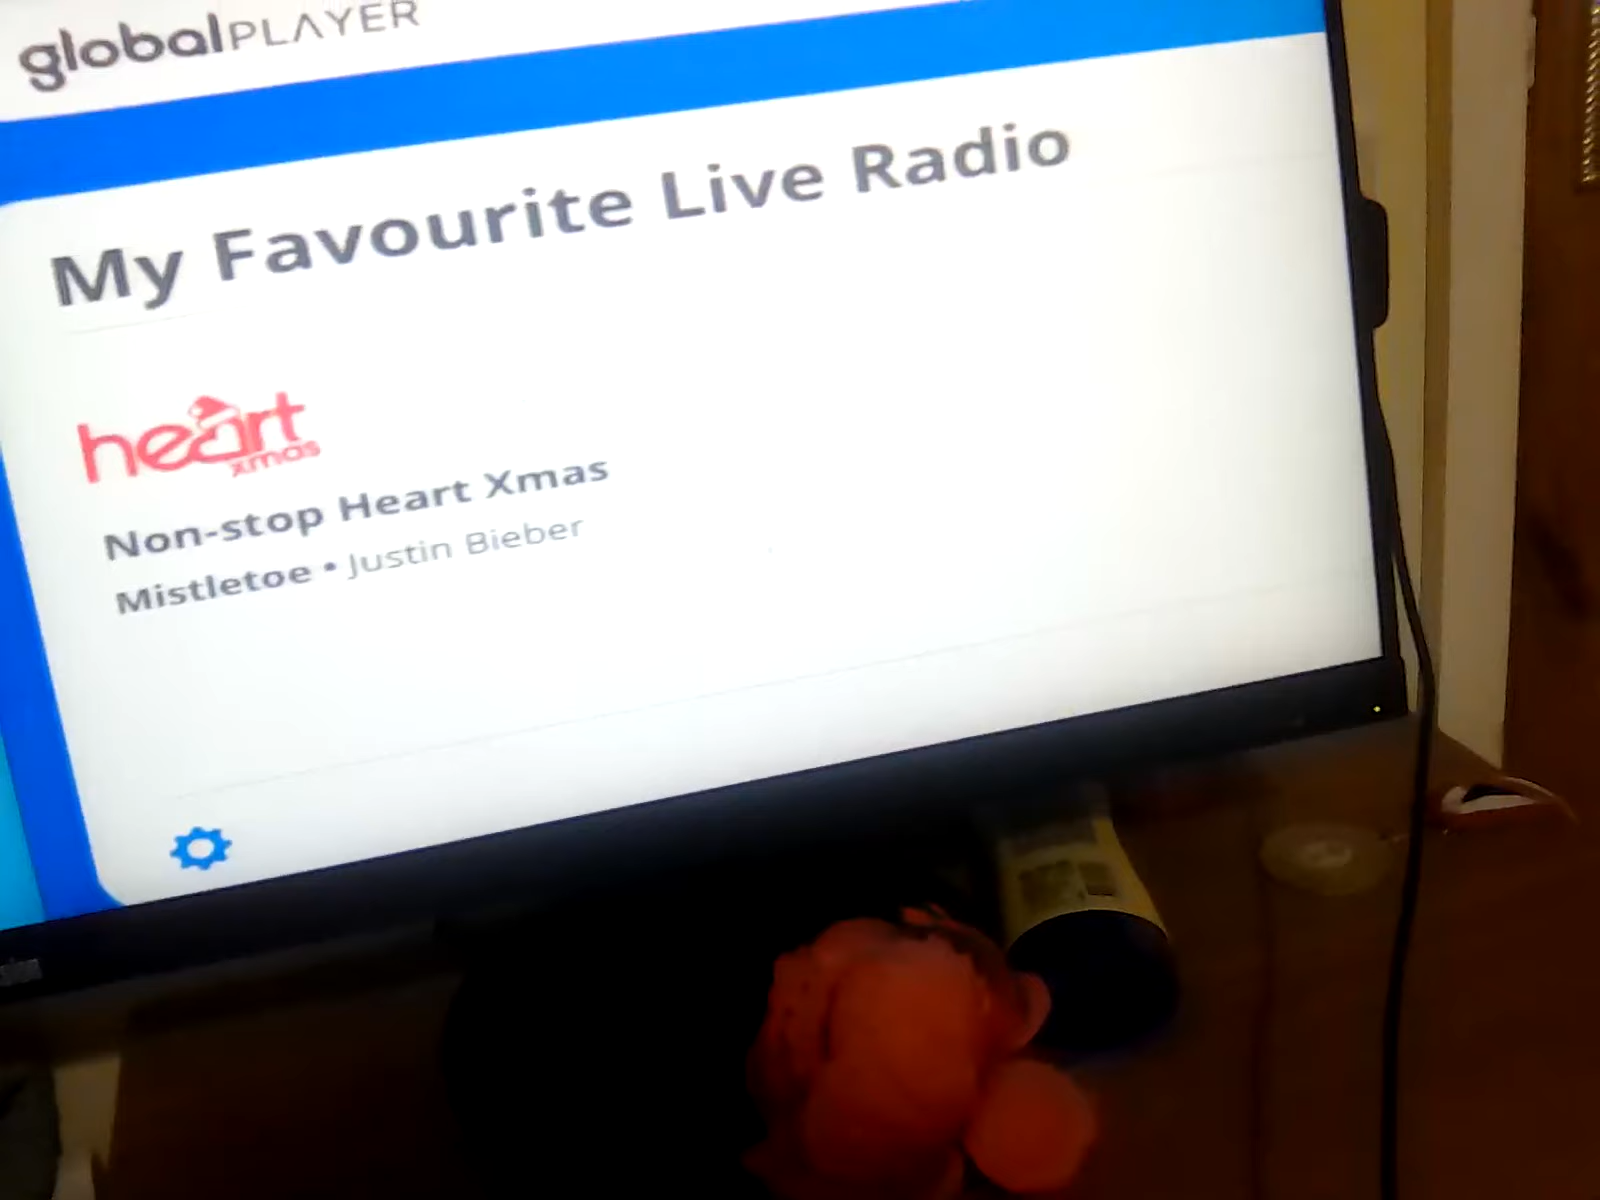 globalPLAYER
My Favourite Live Radio
heart
xmas
Non-stop Heart Xmas
Mistletoe • Justin Bieber